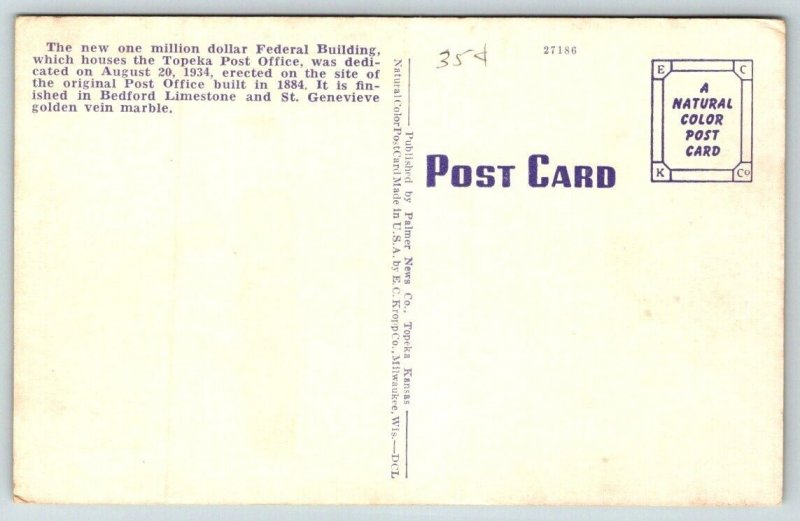 The new one million dollar Federal Building,
which houses the Topeka Post Office, was dedi-
cated on August 20, 1934, erected on the site of
the original Post Office built in 1884. It is fin-
ished in Bedford Limestone and St. Genevieve
golden vein marble.
Published by Palmer News Co., Topeka Kansas
Natural Color Post Card Made in U.S.A. by E. C. Kropp Co., Milwaukee, Wis.—DCL
35¢
27186
POST CARD
E C
A
NATURAL
COLOR
POST
CARD
K Co